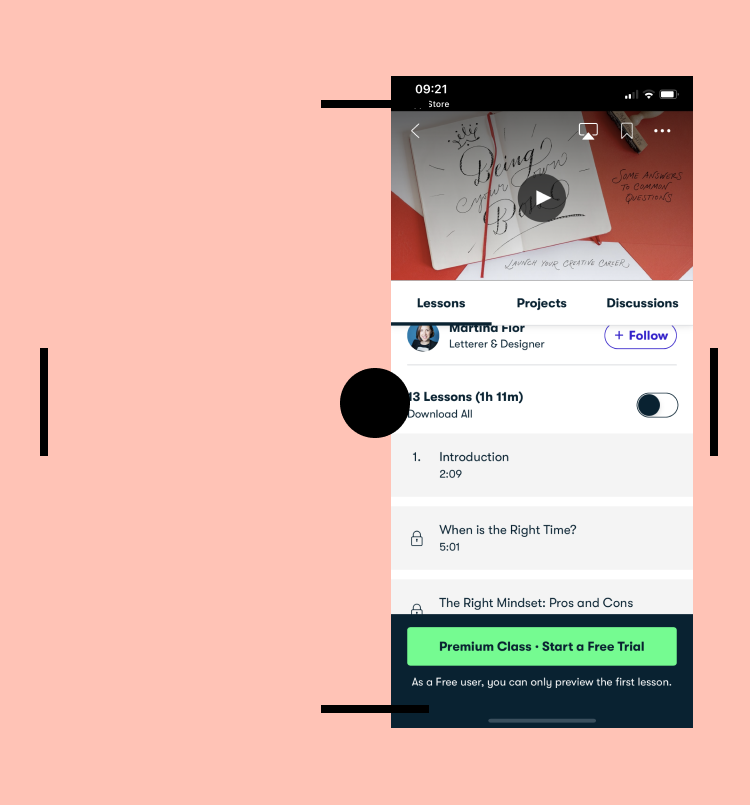 09:21
Store
Being
your Own
Boss
SOME ANSWERS
TO COMMON
QUESTIONS
LAUNCH YOUR CREATIVE CAREER
Lessons Projects Discussions
Martina Flor
Letterer & Designer
+ Follow
13 Lessons (1h 11m)
Download All
1. Introduction
2:09
When is the Right Time?
5:01
The Right Mindset: Pros and Cons
Premium Class · Start a Free Trial
As a Free user, you can only preview the first lesson.